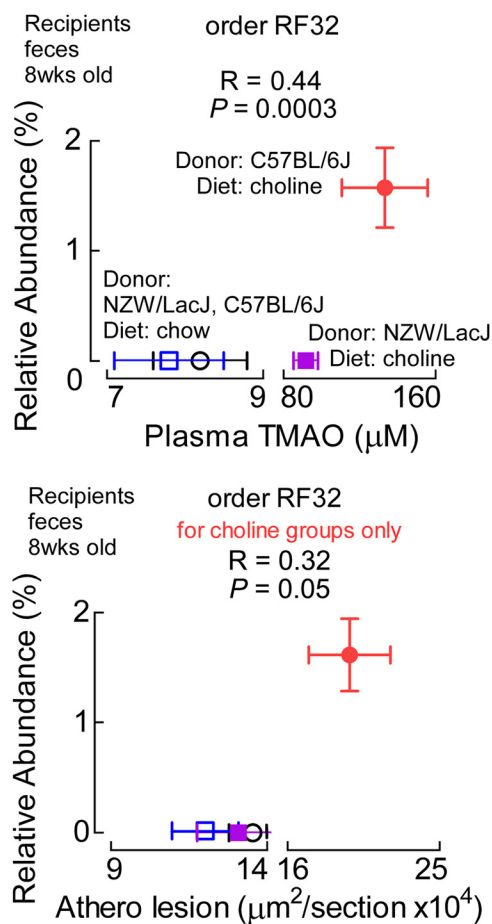 Recipients
feces
8wks old
order RF32
R = 0.44
P = 0.0003
Relative Abundance (%)
2
1
0
Donor: C57BL/6J
Diet: choline
Donor:
NZW/LacJ, C57BL/6J
Diet: chow
Donor: NZW/LacJ
Diet: choline
7
9
80
160
Plasma TMAO (μM)
Recipients
feces
8wks old
order RF32
for choline groups only
R = 0.32
P = 0.05
Relative Abundance (%)
2
1
0
9
14
16
25
Athero lesion (μm²/section x10⁴)